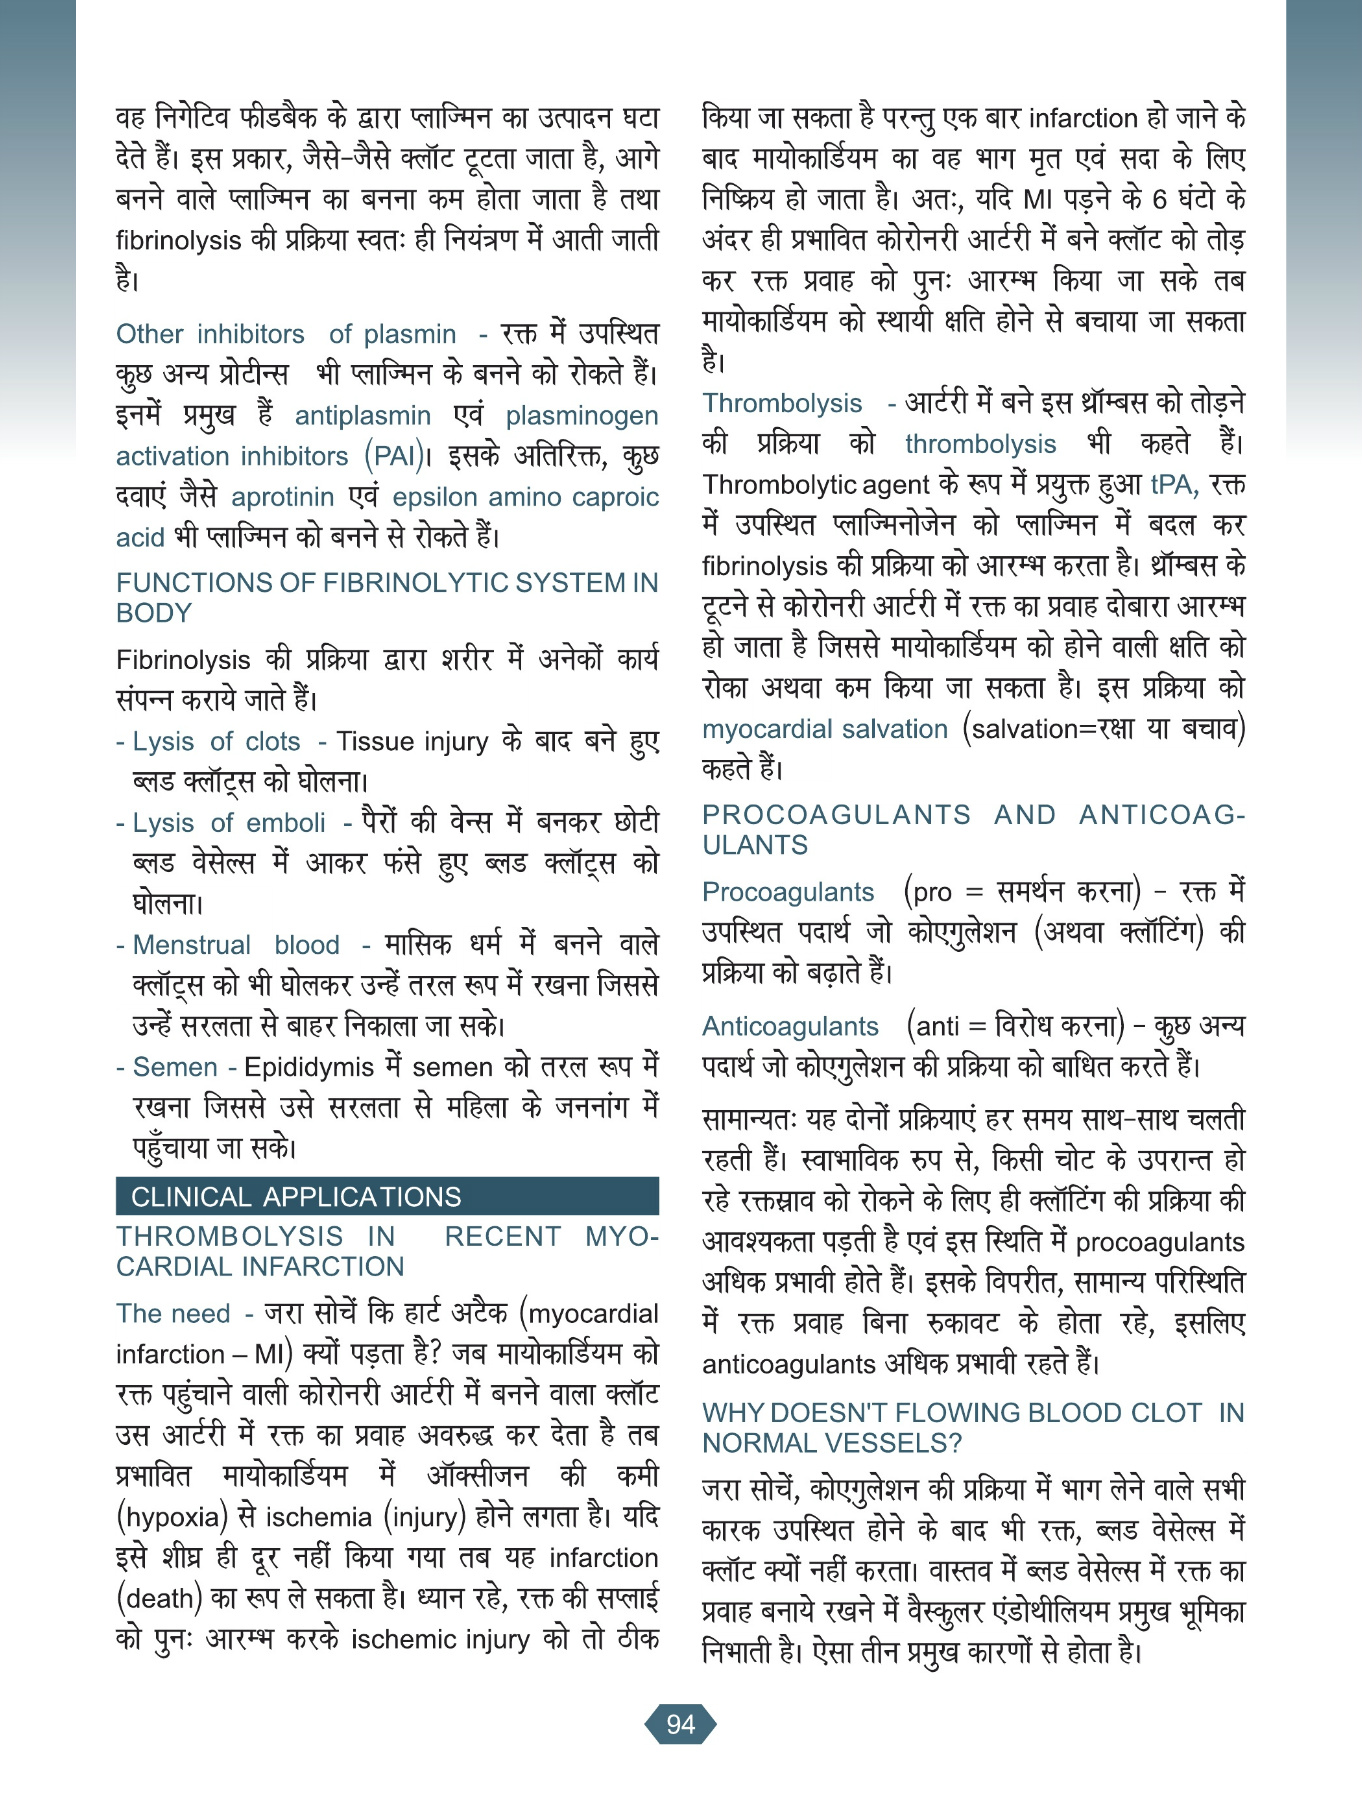 वह निगेटिव फीडबैक के द्वारा प्लाज्मिन का उत्पादन घटा
देते हैं। इस प्रकार, जैसे-जैसे क्लॉट टूटता जाता है, आगे
बनने वाले प्लाज्मिन का बनना कम होता जाता है तथा
fibrinolysis की प्रक्रिया स्वतः ही नियंत्रण में आती जाती
है।
Other inhibitors of plasmin - रक्त में उपस्थित
कुछ अन्य प्रोटीन्स भी प्लाज्मिन के बनने को रोकते हैं।
इनमें प्रमुख हैं antiplasmin एवं plasminogen
activation inhibitors (PAI)। इसके अतिरिक्त, कुछ
दवाएं जैसे aprotinin एवं epsilon amino caproic
acid भी प्लाज्मिन को बनने से रोकते हैं।
FUNCTIONS OF FIBRINOLYTIC SYSTEM IN
BODY
Fibrinolysis की प्रक्रिया द्वारा शरीर में अनेकों कार्य
संपन्न कराये जाते हैं।
- Lysis of clots - Tissue injury के बाद बने हुए
ब्लड क्लॉट्स को घोलना।
- Lysis of emboli - पैरों की वेन्स में बनकर छोटी
ब्लड वेसेल्स में आकर फंसे हुए ब्लड क्लॉट्स को
घोलना।
- Menstrual blood - मासिक धर्म में बनने वाले
क्लॉट्स को भी घोलकर उन्हें तरल रूप में रखना जिससे
उन्हें सरलता से बाहर निकाला जा सके।
- Semen - Epididymis में semen को तरल रूप में
रखना जिससे उसे सरलता से महिला के जननांग में
पहुँचाया जा सके।
CLINICAL APPLICATIONS
THROMBOLYSIS IN RECENT MYO-
CARDIAL INFARCTION
The need - जरा सोचें कि हार्ट अटैक (myocardial
infarction – MI) क्यों पड़ता है? जब मायोकार्डियम को
रक्त पहुंचाने वाली कोरोनरी आर्टरी में बनने वाला क्लॉट
उस आर्टरी में रक्त का प्रवाह अवरुद्ध कर देता है तब
प्रभावित मायोकार्डियम में ऑक्सीजन की कमी
(hypoxia) से ischemia (injury) होने लगता है। यदि
इसे शीघ्र ही दूर नहीं किया गया तब यह infarction
(death) का रूप ले सकता है। ध्यान रहे, रक्त की सप्लाई
को पुनः आरम्भ करके ischemic injury को तो ठीक
किया जा सकता है परन्तु एक बार infarction हो जाने के
बाद मायोकार्डियम का वह भाग मृत एवं सदा के लिए
निष्क्रिय हो जाता है। अतः, यदि MI पड़ने के 6 घंटो के
अंदर ही प्रभावित कोरोनरी आर्टरी में बने क्लॉट को तोड़
कर रक्त प्रवाह को पुनः आरम्भ किया जा सके तब
मायोकार्डियम को स्थायी क्षति होने से बचाया जा सकता
है।
Thrombolysis - आर्टरी में बने इस थ्रॉम्बस को तोड़ने
की प्रक्रिया को thrombolysis भी कहते हैं।
Thrombolytic agent के रूप में प्रयुक्त हुआ tPA, रक्त
में उपस्थित प्लाज्मिनोजेन को प्लाज्मिन में बदल कर
fibrinolysis की प्रक्रिया को आरम्भ करता है। थ्रॉम्बस के
टूटने से कोरोनरी आर्टरी में रक्त का प्रवाह दोबारा आरम्भ
हो जाता है जिससे मायोकार्डियम को होने वाली क्षति को
रोका अथवा कम किया जा सकता है। इस प्रक्रिया को
myocardial salvation (salvation=रक्षा या बचाव)
कहते हैं।
PROCOAGULANTS AND ANTICOAG-
ULANTS
Procoagulants (pro = समर्थन करना) – रक्त में
उपस्थित पदार्थ जो कोएगुलेशन (अथवा क्लॉटिंग) की
प्रक्रिया को बढ़ाते हैं।
Anticoagulants (anti = विरोध करना) – कुछ अन्य
पदार्थ जो कोएगुलेशन की प्रक्रिया को बाधित करते हैं।
सामान्यतः यह दोनों प्रक्रियाएं हर समय साथ-साथ चलती
रहती हैं। स्वाभाविक रुप से, किसी चोट के उपरान्त हो
रहे रक्तस्राव को रोकने के लिए ही क्लॉटिंग की प्रक्रिया की
आवश्यकता पड़ती है एवं इस स्थिति में procoagulants
अधिक प्रभावी होते हैं। इसके विपरीत, सामान्य परिस्थिति
में रक्त प्रवाह बिना रुकावट के होता रहे, इसलिए
anticoagulants अधिक प्रभावी रहते हैं।
WHY DOESN'T FLOWING BLOOD CLOT IN
NORMAL VESSELS?
जरा सोचें, कोएगुलेशन की प्रक्रिया में भाग लेने वाले सभी
कारक उपस्थित होने के बाद भी रक्त, ब्लड वेसेल्स में
क्लॉट क्यों नहीं करता। वास्तव में ब्लड वेसेल्स में रक्त का
प्रवाह बनाये रखने में वैस्कुलर एंडोथीलियम प्रमुख भूमिका
निभाती है। ऐसा तीन प्रमुख कारणों से होता है।
94